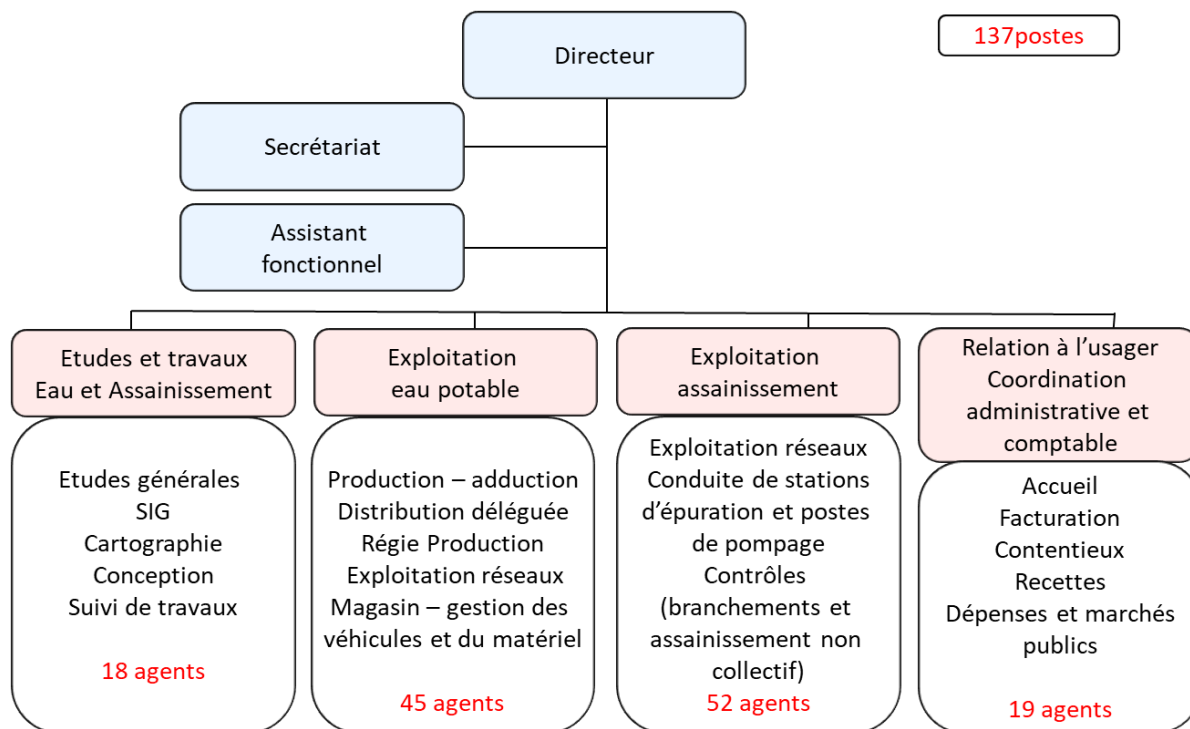 Directeur
137postes
Secrétariat
Assistant
fonctionnel
Etudes et travaux
Eau et Assainissement
Etudes générales
SIG
Cartographie
Conception
Suivi de travaux
18 agents
Exploitation
eau potable
Production – adduction
Distribution déléguée
Régie Production
Exploitation réseaux
Magasin – gestion des
véhicules et du matériel
45 agents
Exploitation
assainissement
Exploitation réseaux
Conduite de stations
d’épuration et postes
de pompage
Contrôles
(branchements et
assainissement non
collectif)
52 agents
Relation à l’usager
Coordination
administrative et
comptable
Accueil
Facturation
Contentieux
Recettes
Dépenses et marchés
publics
19 agents